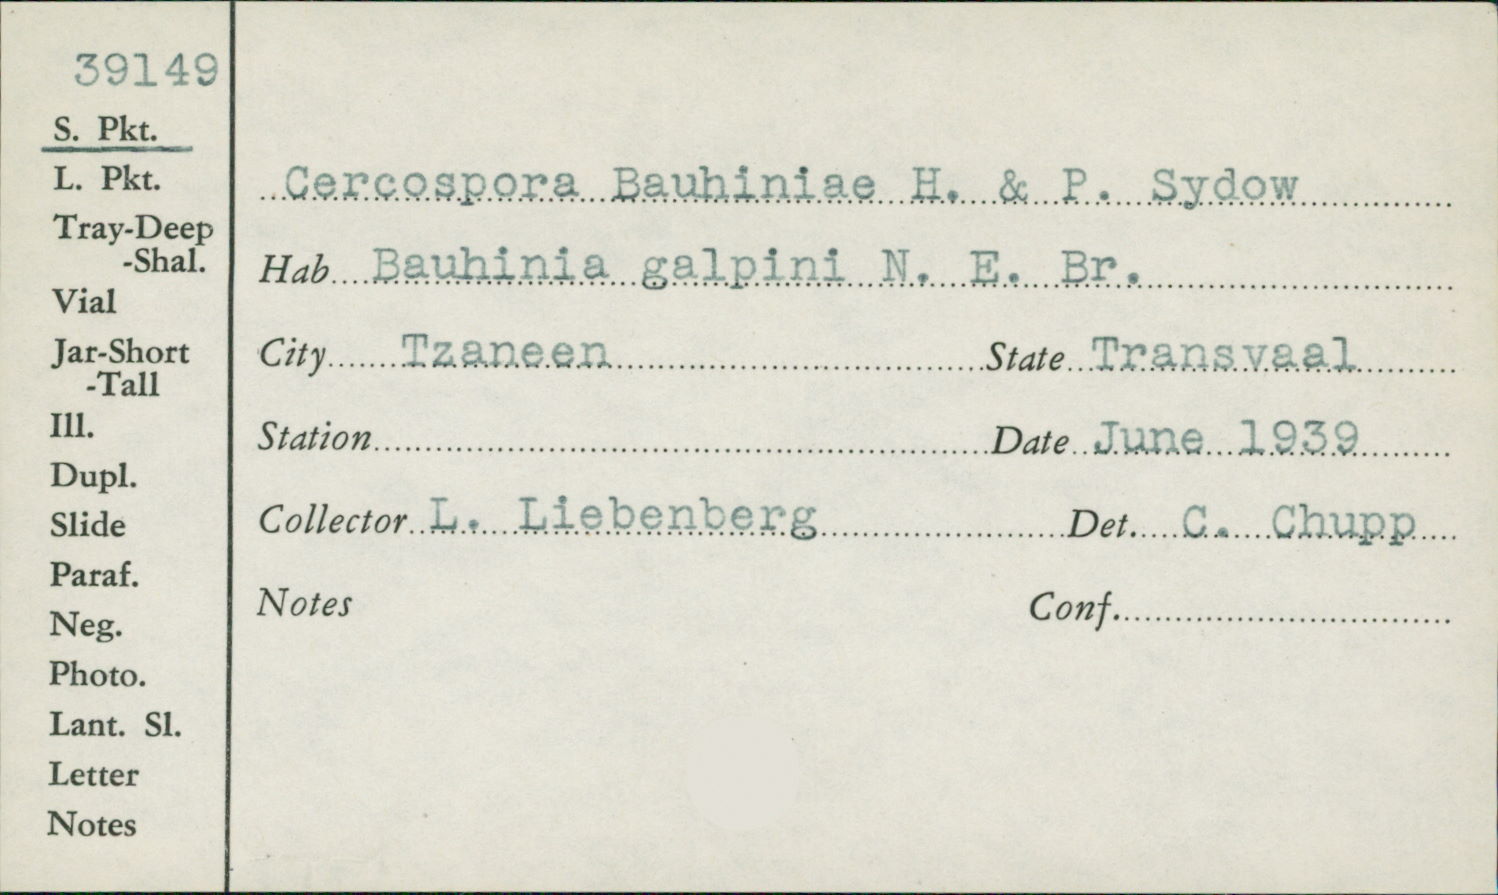 39149
S. Pkt.
L. Pkt.
Tray-Deep
-Shal.
Vial
Jar-Short
-Tall
Ill.
Dupl.
Slide
Paraf.
Neg.
Photo.
Lant. Sl.
Letter
Notes
Cercospora Bauhiniae H. & P. Sydow
Hab Bauhinia galpini N. E. Br.
City Tzaneen State Transvaal
Station Date June 1939
Collector L. Liebenberg Det. C. Chupp
Notes Conf.